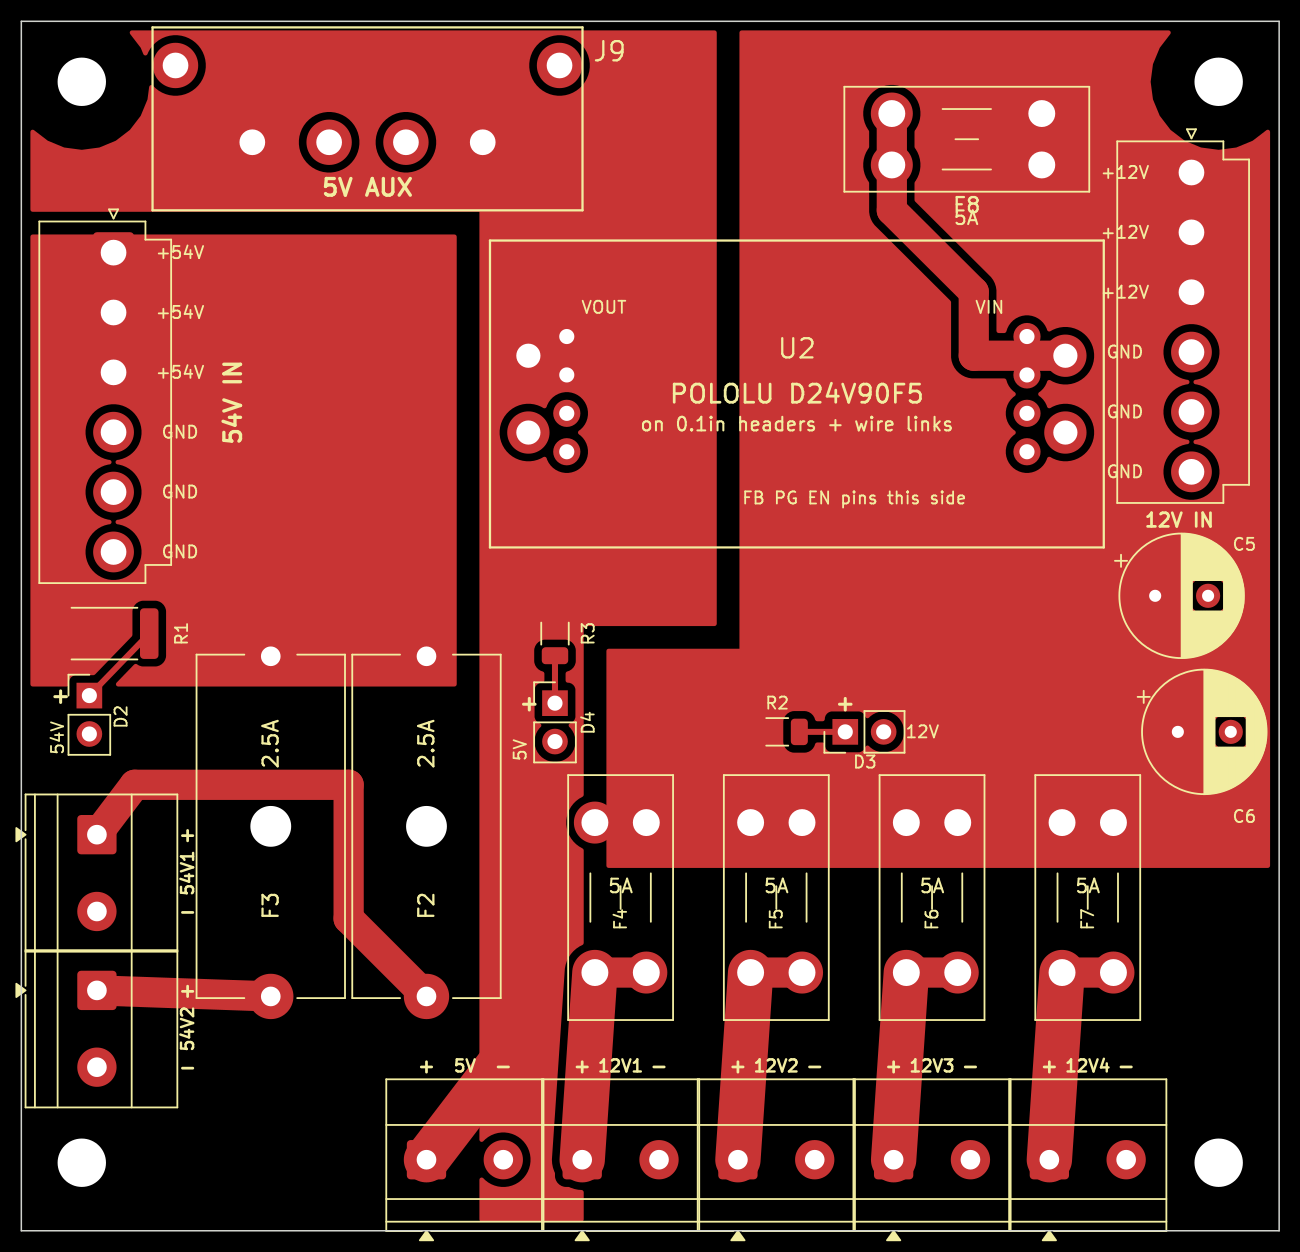 J9
5V AUX
E8
5A
+12V
+12V
+12V
GND
GND
GND
12V IN
+54V
+54V
+54V
GND
GND
GND
54V IN
VOUT
VIN
U2
POLOLU D24V90F5
on 0.1in headers + wire links
FB PG EN pins this side
C5
+
C6
+
R1
+
D2
54V
R3
+
D4
5V
R2
+
12V
D3
2.5A
2.5A
F3
F2
− 54V1 +
− 54V2 +
5A
F4
5A
F5
5A
F6
5A
F7
+ 5V −
+ 12V1 −
+ 12V2 −
+ 12V3 −
+ 12V4 −